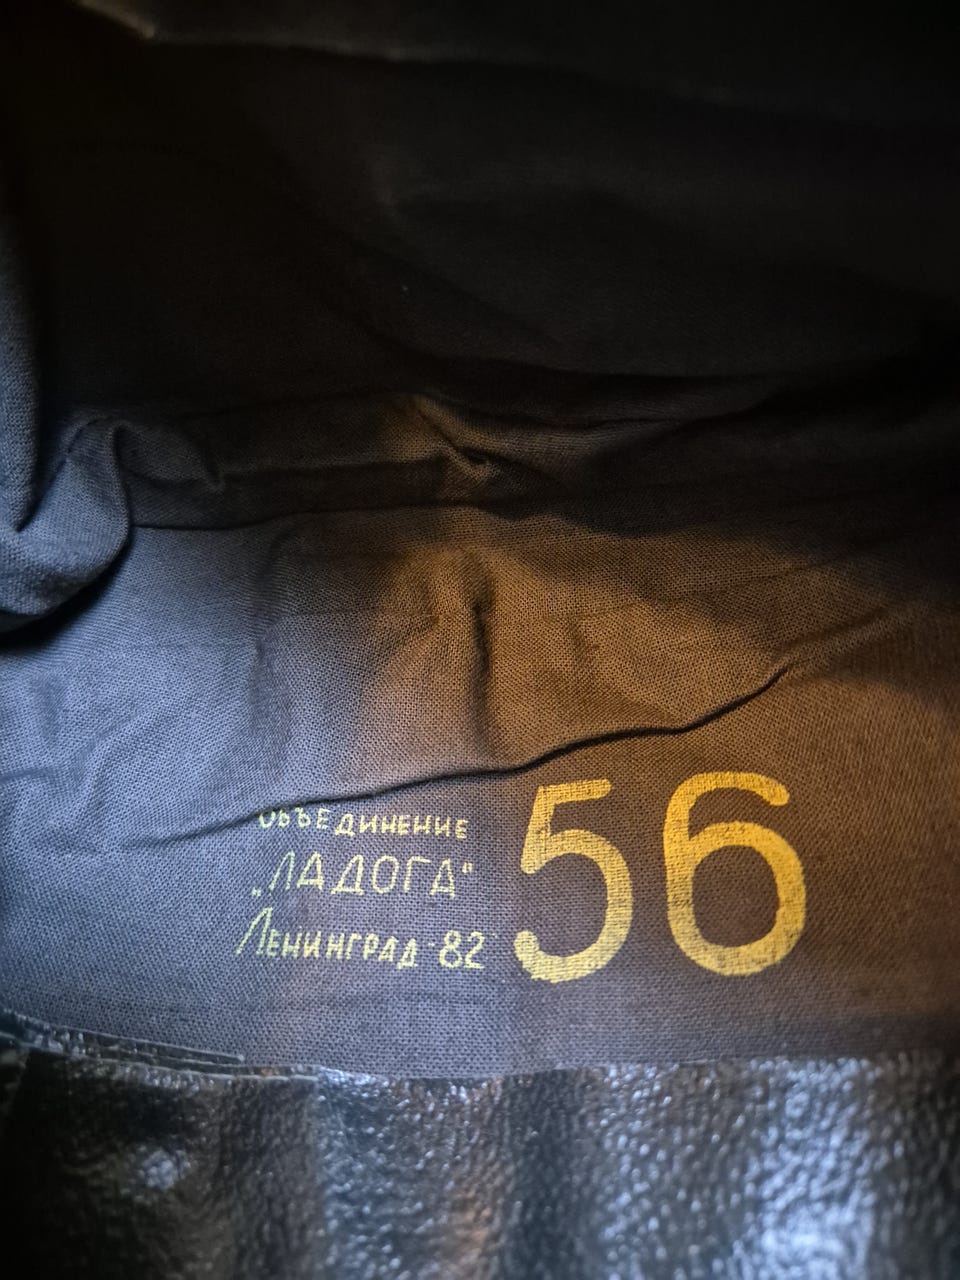 ОБЪЕДИНЕНИЕ
„ЛАДОГА“
ЛЕНИНГРАД-82
56